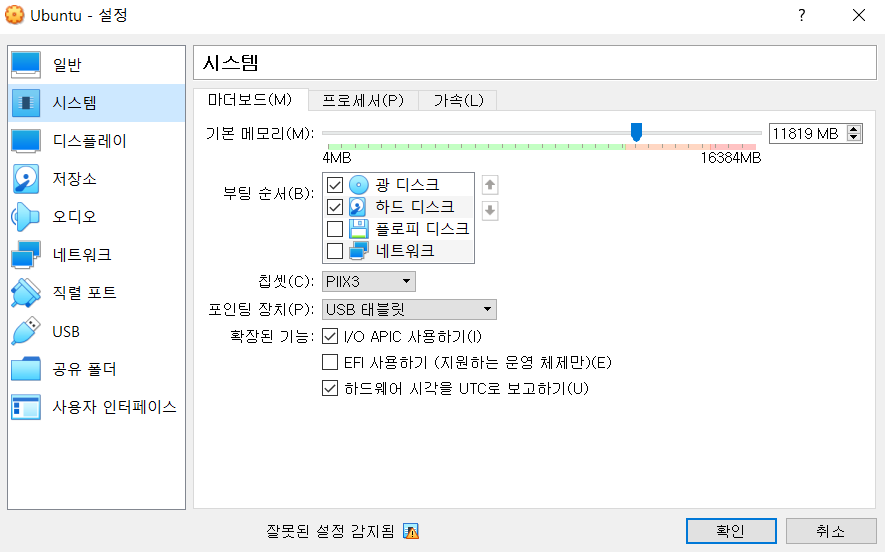 Ubuntu - 설정
?
일반
시스템
디스플레이
저장소
오디오
네트워크
직렬 포트
USB
공유 폴더
사용자 인터페이스
시스템
마더보드(M) 프로세서(P) 가속(L)
기본 메모리(M): 11819 MB
4MB 16384MB
부팅 순서(B):
광 디스크
하드 디스크
플로피 디스크
네트워크
칩셋(C): PIIX3
포인팅 장치(P): USB 태블릿
확장된 기능: I/O APIC 사용하기(I)
EFI 사용하기 (지원하는 운영 체제만)(E)
하드웨어 시각을 UTC로 보고하기(U)
잘못된 설정 감지됨
확인 취소